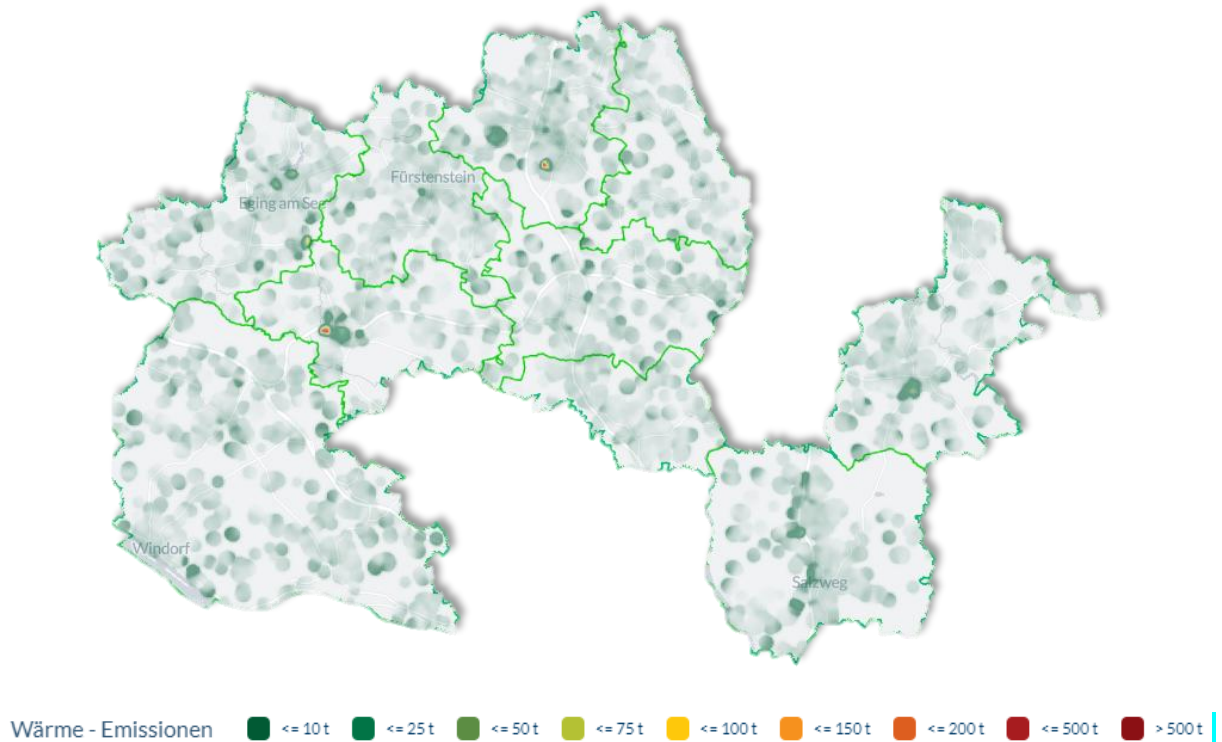 Fürstenstein
Eging am See
Windorf
Salzweg
Wärme - Emissionen <= 10 t <= 25 t <= 50 t <= 75 t <= 100 t <= 150 t <= 200 t <= 500 t > 500 t